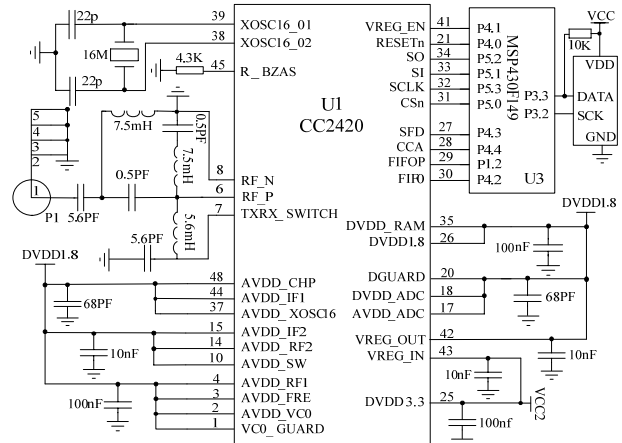 22p
39
XOSC16_01
16M
38
XOSC16_02
22p
4.3K
45
R_BZAS
U1
CC2420
VREG_EN
41
P4.1
RESETn
21
P4.0
SO
34
P5.2
SI
33
P5.1
SCLK
32
P5.3
CSn
31
P5.0
SFD
27
P4.3
CCA
28
P4.4
FIFOP
29
P1.2
FIF0
30
P4.2
MSP430F149
U3
P3.3
P3.2
VCC
10K
VDD
DATA
SCK
GND
5
4
3
2
1
P1
7.5mH
0.5PF
7.5mH
0.5PF
5.6PF
8
RF_N
6
RF_P
7
TXRX_SWITCH
5.6mH
5.6PF
DVDD1.8
48
AVDD_CHP
44
AVDD_IF1
37
AVDD_XOSC16
68PF
15
AVDD_IF2
14
AVDD_RF2
10
AVDD_SW
10nF
4
AVDD_RF1
3
AVDD_FRE
2
AVDD_VC0
1
VC0_GUARD
100nF
DVDD1.8
DVDD_RAM
35
DVDD1.8
26
100nF
DGUARD
20
DVDD_ADC
18
AVDD_ADC
17
68PF
VREG_OUT
42
VREG_IN
43
10nF
10nF
DVDD3.3
25
VCC2
100nf